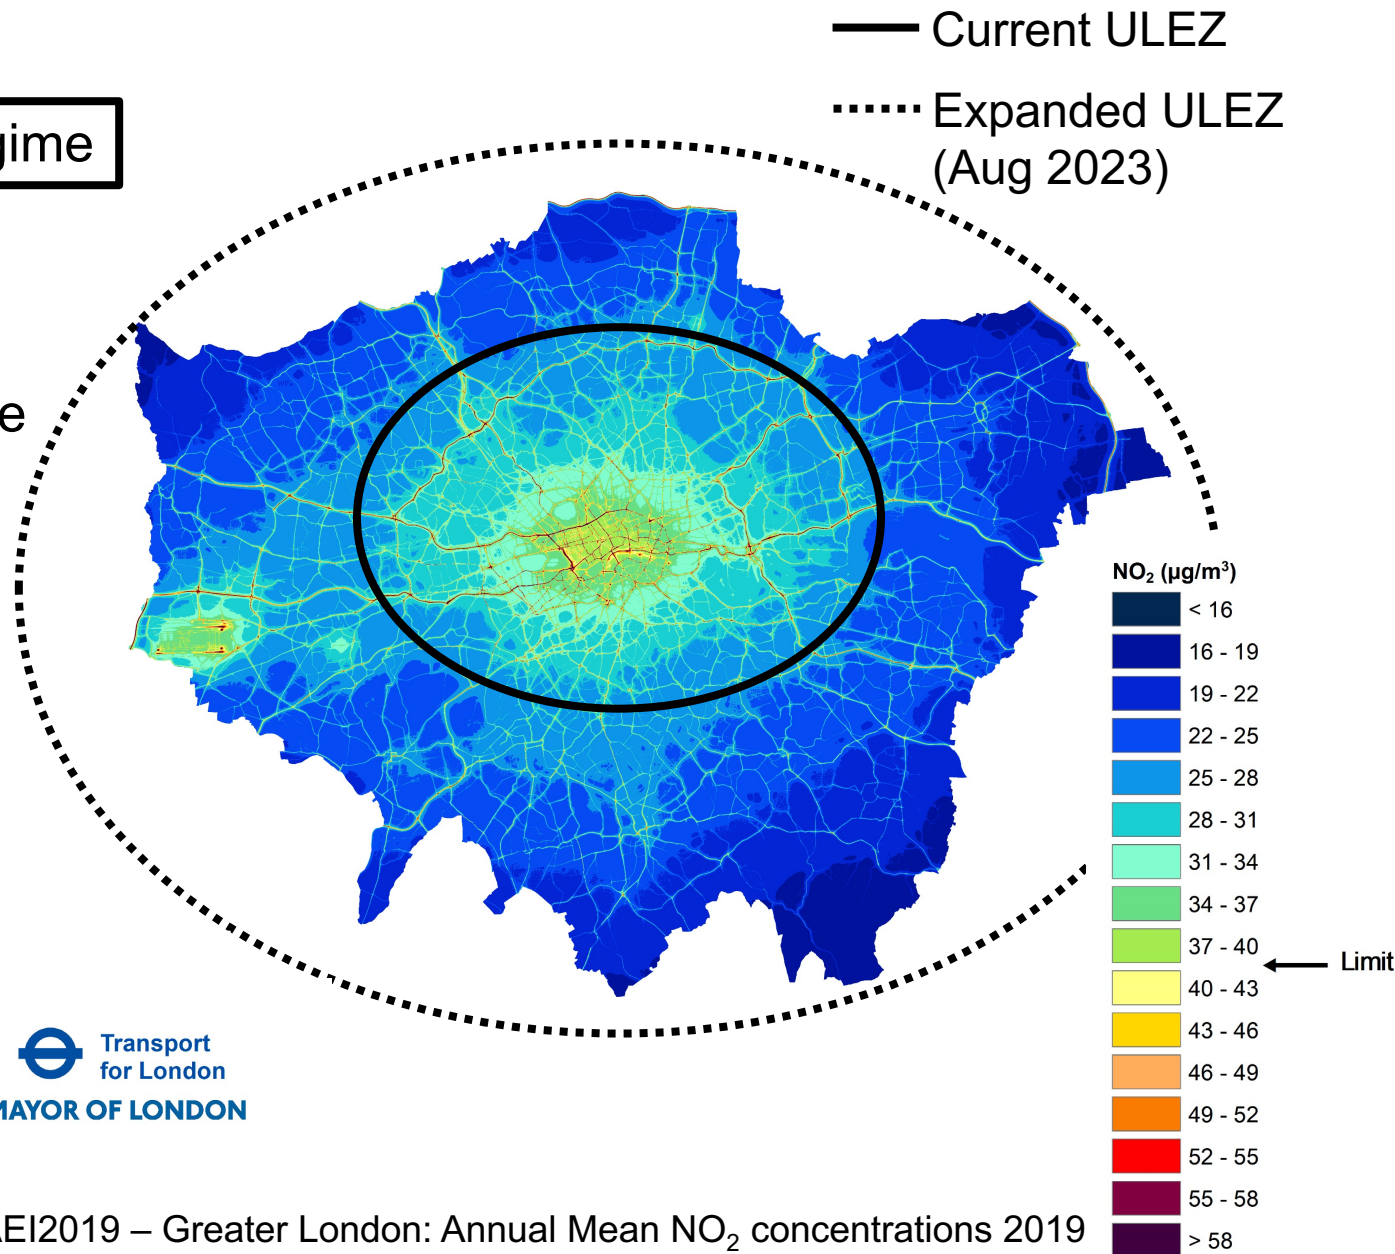 Current ULEZ
Expanded ULEZ
(Aug 2023)
gime
e
NO₂ (µg/m³)
< 16
16 - 19
19 - 22
22 - 25
25 - 28
28 - 31
31 - 34
34 - 37
37 - 40
Limit
40 - 43
43 - 46
46 - 49
49 - 52
52 - 55
55 - 58
> 58
Transport
for London
MAYOR OF LONDON
AEI2019 – Greater London: Annual Mean NO₂ concentrations 2019